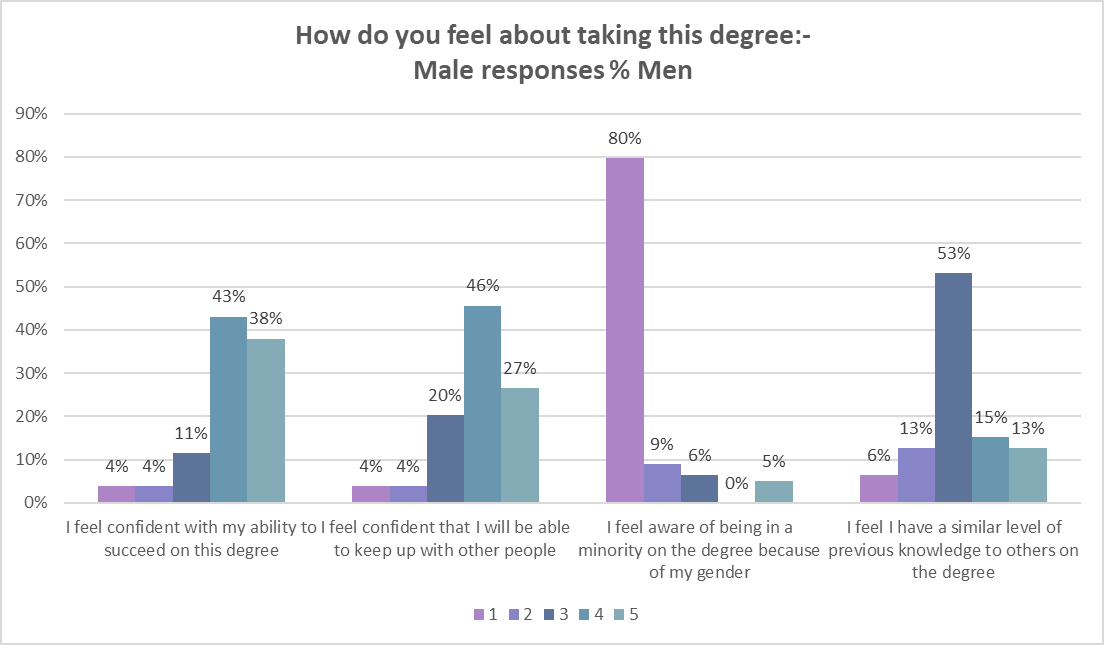 How do you feel about taking this degree:-
Male responses % Men
90%
80%
70%
60%
50%
40%
30%
20%
10%
0%
4% 4% 11% 43% 38%
4% 4% 20% 46% 27%
80% 9% 6% 0% 5%
6% 13% 53% 15% 13%
I feel confident with my ability to
succeed on this degree
I feel confident that I will be able
to keep up with other people
I feel aware of being in a
minority on the degree because
of my gender
I feel I have a similar level of
previous knowledge to others on
the degree
1 2 3 4 5